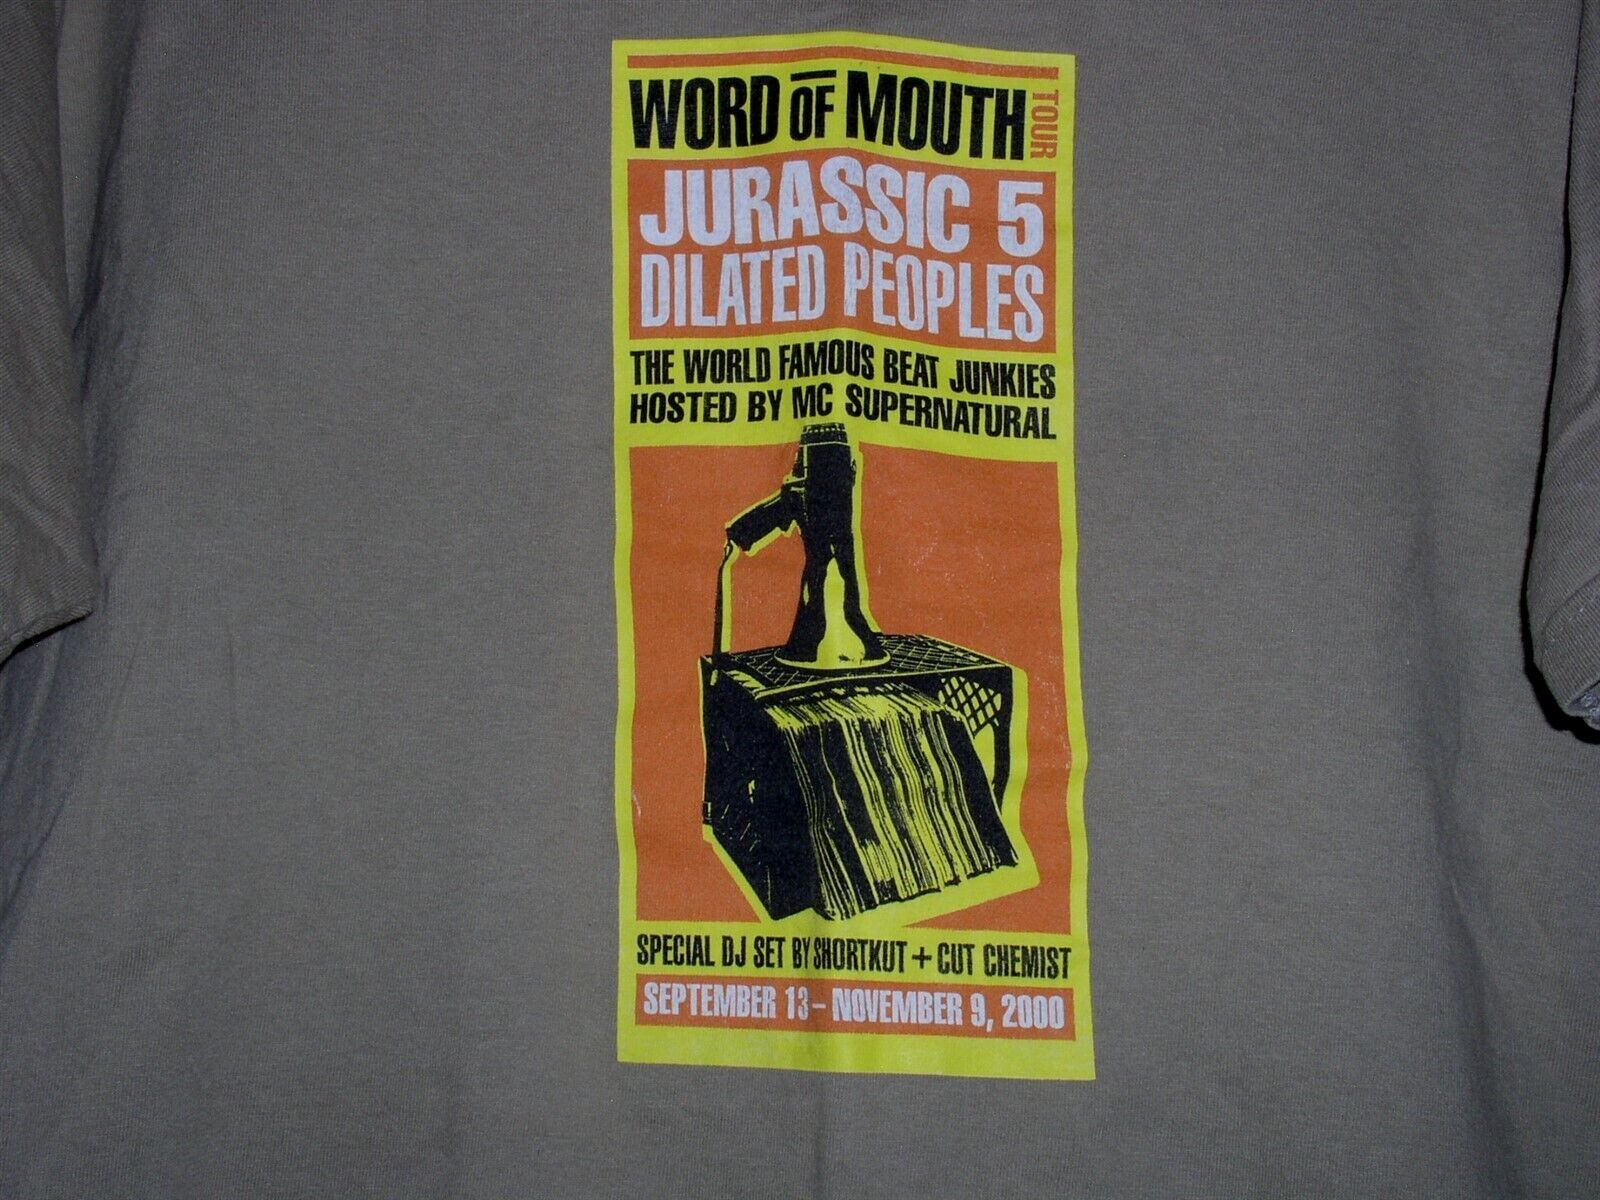 WORD OF MOUTH TOUR
JURASSIC 5
DILATED PEOPLES
THE WORLD FAMOUS BEAT JUNKIES
HOSTED BY MC SUPERNATURAL
SPECIAL DJ SET BY SHORTKUT + CUT CHEMIST
SEPTEMBER 13 – NOVEMBER 9, 2000